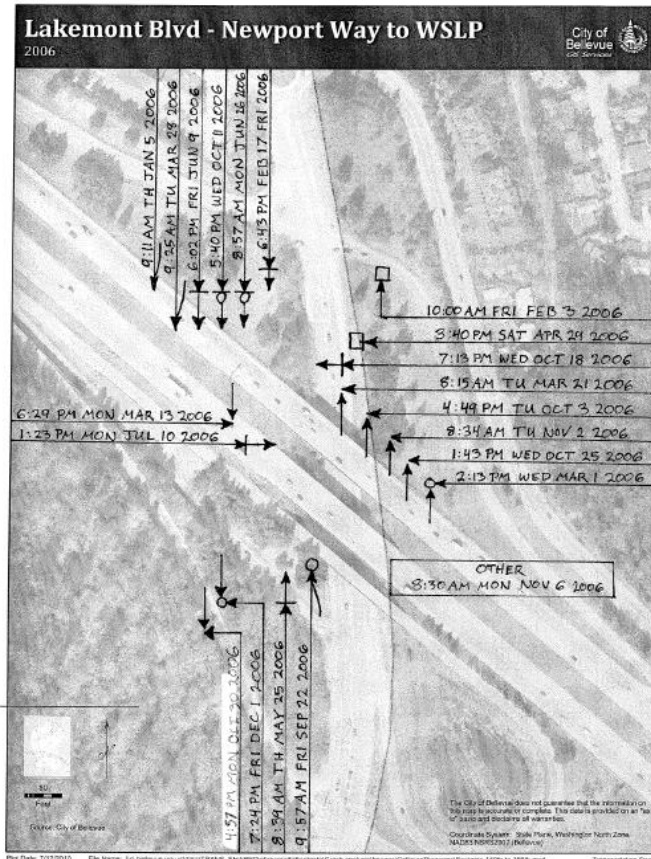 Lakemont Blvd - Newport Way to WSLP
2006
City of
Bellevue
GIS Services
9:11 AM TH JAN 5 2006
9:25 AM TU MAR 28 2006
6:02 PM FRI JUN 9 2006
5:40 PM WED OCT 11 2006
8:57 AM MON JUN 26 2006
6:43 PM FEB 17 FRI 2006
10:00 AM FRI FEB 3 2006
3:40 PM SAT APR 29 2006
7:13 PM WED OCT 18 2006
8:15 AM TU MAR 21 2006
4:49 PM TU OCT 3 2006
8:34 AM TU NOV 2 2006
1:43 PM WED OCT 25 2006
2:13 PM WED MAR 1 2006
6:29 PM MON MAR 13 2006
1:23 PM MON JUL 10 2006
OTHER
8:30 AM MON NOV 6 2006
4:57 PM MON OCT 30 2006
7:24 PM FRI DEC 1 2006
8:39 AM TH MAY 25 2006
9:57 AM FRI SEP 22 2006
Feet
Source: City of Bellevue
The City of Bellevue does not guarantee that the information on
this map is accurate or complete. This data is provided on an "as
is" basis and disclaims all warranties.
Coordinate System: State Plane, Washington North Zone,
(Bellevue)
File Name: